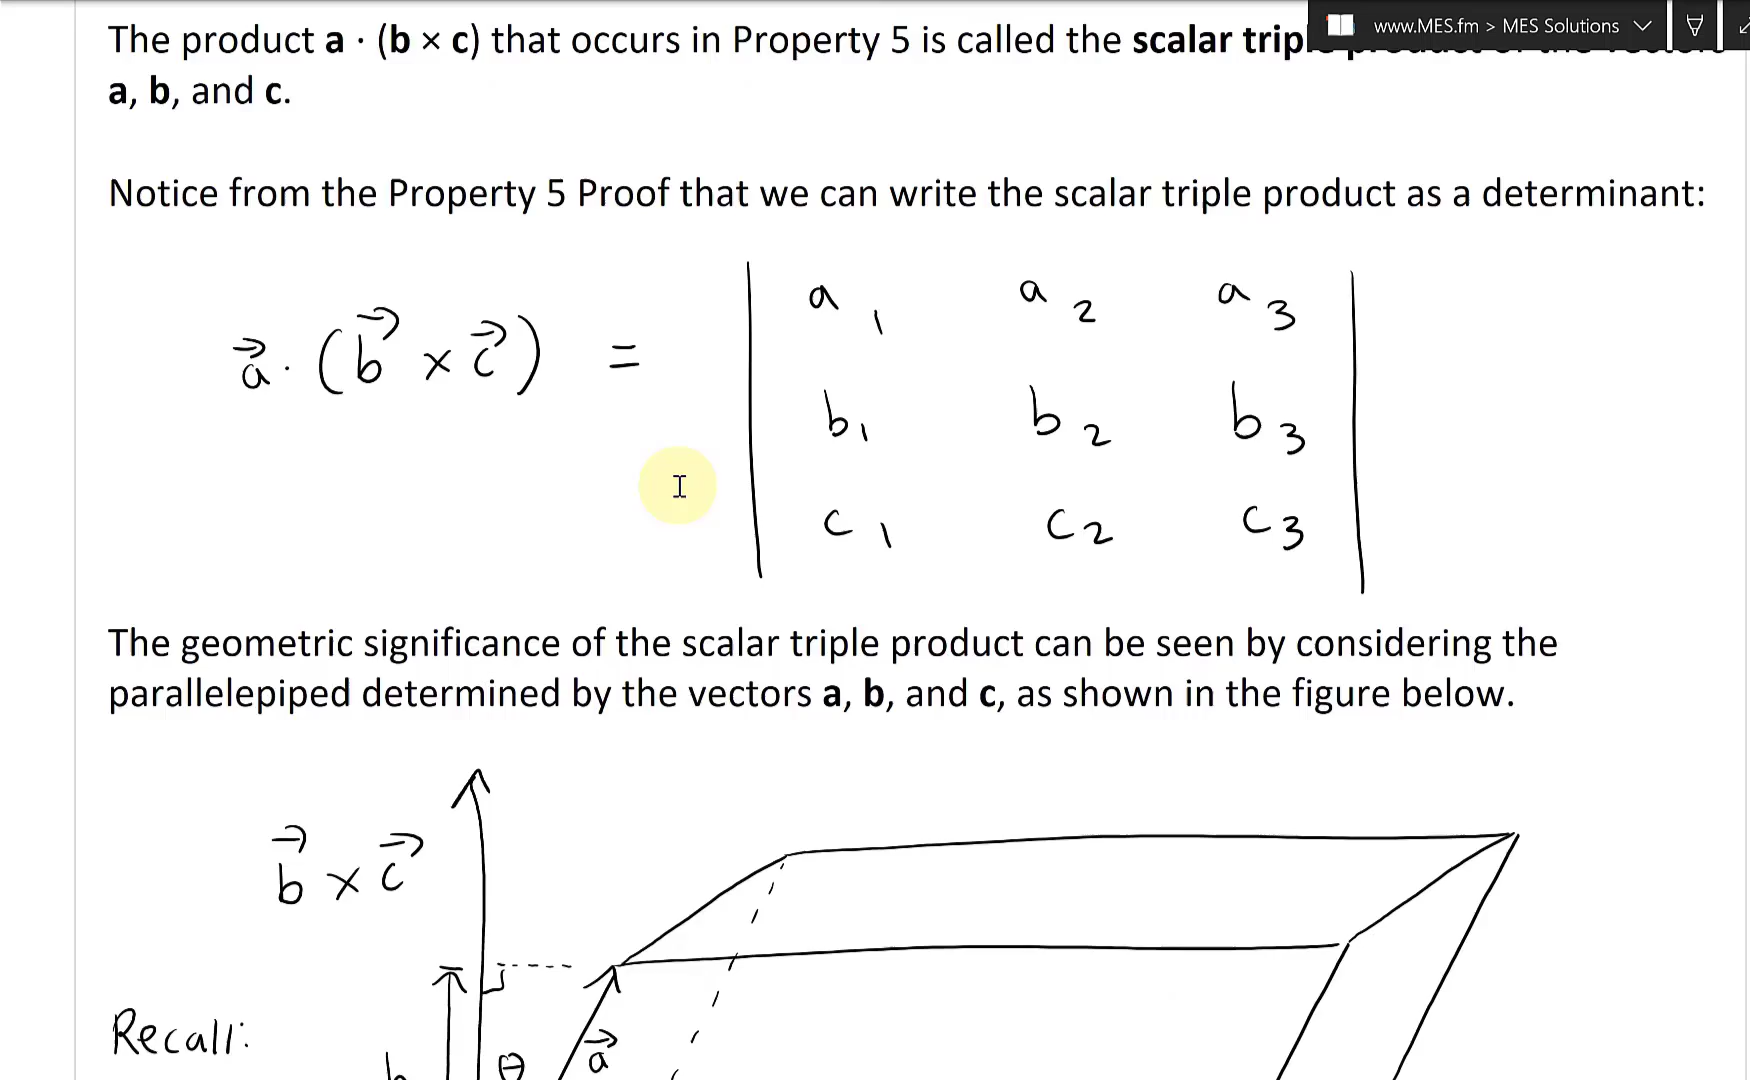 The product a · (b × c) that occurs in Property 5 is called the scalar trip
www.MES.fm > MES Solutions
a, b, and c.
Notice from the Property 5 Proof that we can write the scalar triple product as a determinant:
a⃗ · (b⃗ × c⃗) =
a1 a2 a3
b1 b2 b3
c1 c2 c3
The geometric significance of the scalar triple product can be seen by considering the
parallelepiped determined by the vectors a, b, and c, as shown in the figure below.
b⃗ × c⃗
Recall:
h
θ
a⃗